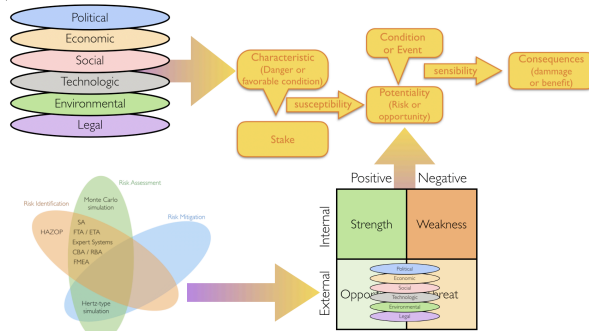 Political
Economic
Social
Technologic
Environmental
Legal
Characteristic
(Danger or
favorable condition)
susceptibility
Stake
Condition
or Event
Potentiality
(Risk or
opportunity)
sensibility
Consequences
(dammage
or benefit)
Risk Assessment
Risk Identification
Risk Mitigation
Monte Carlo
simulation
HAZOP
SA
FTA / ETA
Expert Systems
CBA / RBA
FMEA
Hertz-type
simulation
Positive
Negative
Internal
External
Strength
Weakness
Political
Economic
Social
Technologic
Environmental
Legal